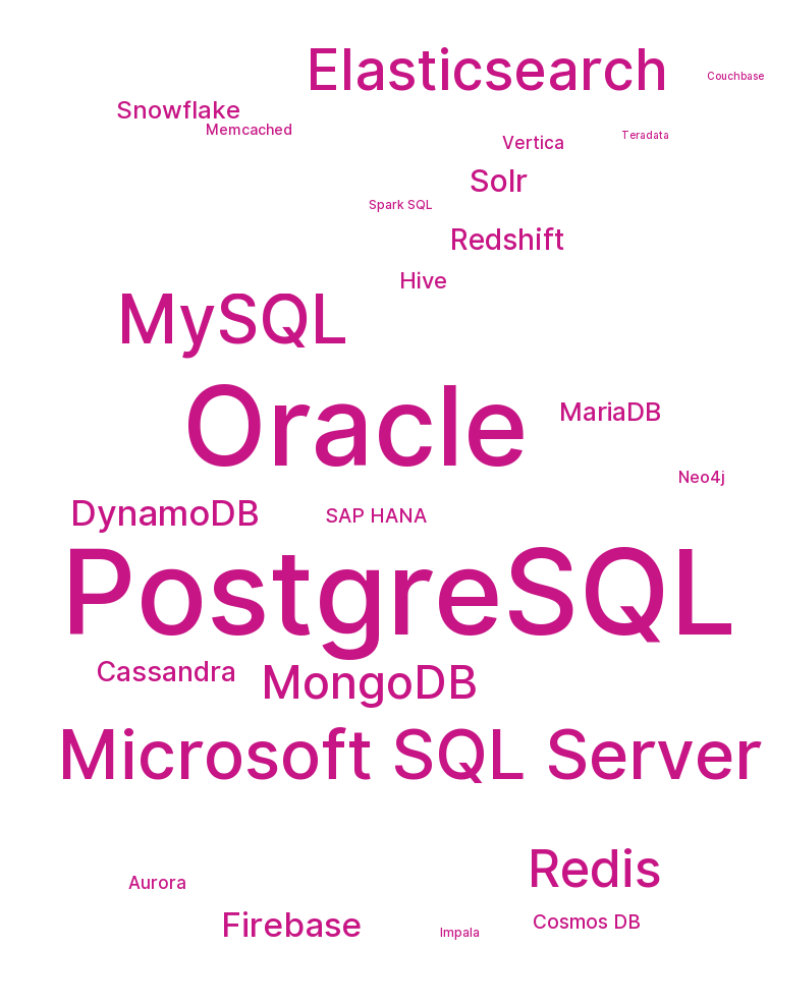 Elasticsearch
Couchbase
Snowflake
Memcached
Vertica
Teradata
Solr
Spark SQL
Redshift
Hive
MySQL
Oracle
MariaDB
Neo4j
DynamoDB
SAP HANA
PostgreSQL
Cassandra
MongoDB
Microsoft SQL Server
Redis
Aurora
Firebase
Impala
Cosmos DB